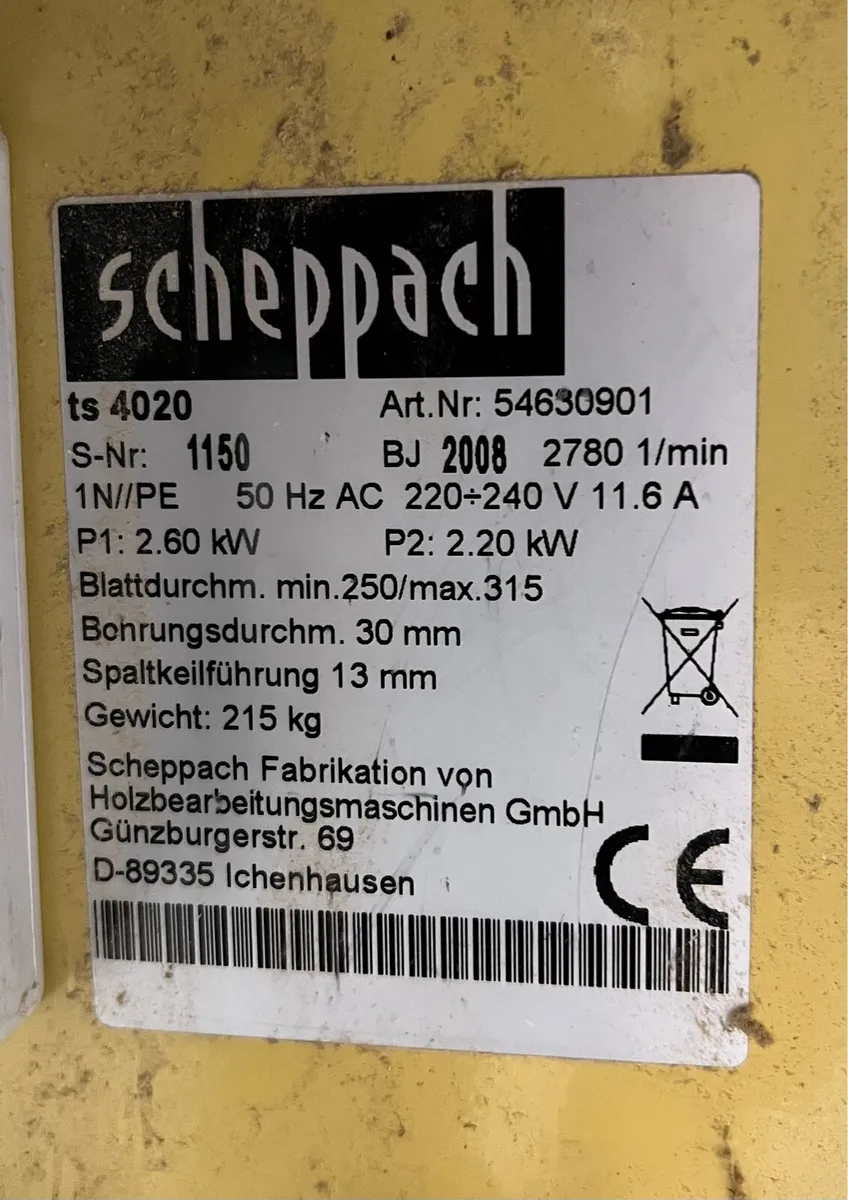 scheppach
ts 4020 Art.Nr: 54630901
S-Nr: 1150 BJ 2008 2780 1/min
1N//PE 50 Hz AC 220÷240 V 11.6 A
P1: 2.60 kW P2: 2.20 kW
Blattdurchm. min.250/max.315
Bohrungsdurchm. 30 mm
Spaltkeilführung 13 mm
Gewicht: 215 kg
Scheppach Fabrikation von
Holzbearbeitungsmaschinen GmbH
Günzburgerstr. 69
D-89335 Ichenhausen
CE